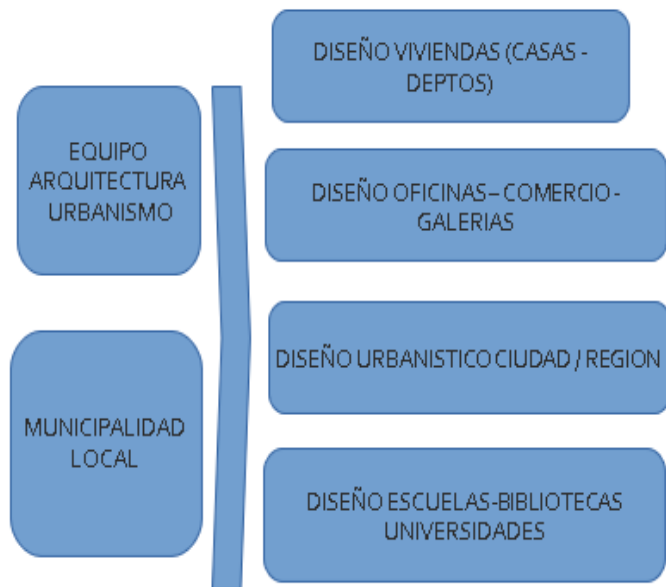 EQUIPO
ARQUITECTURA
URBANISMO
MUNICIPALIDAD
LOCAL
DISEÑO VIVIENDAS (CASAS -
DEPTOS)
DISEÑO OFICINAS– COMERCIO -
GALERIAS
DISEÑO URBANISTICO CIUDAD / REGION
DISEÑO ESCUELAS-BIBLIOTECAS
UNIVERSIDADES